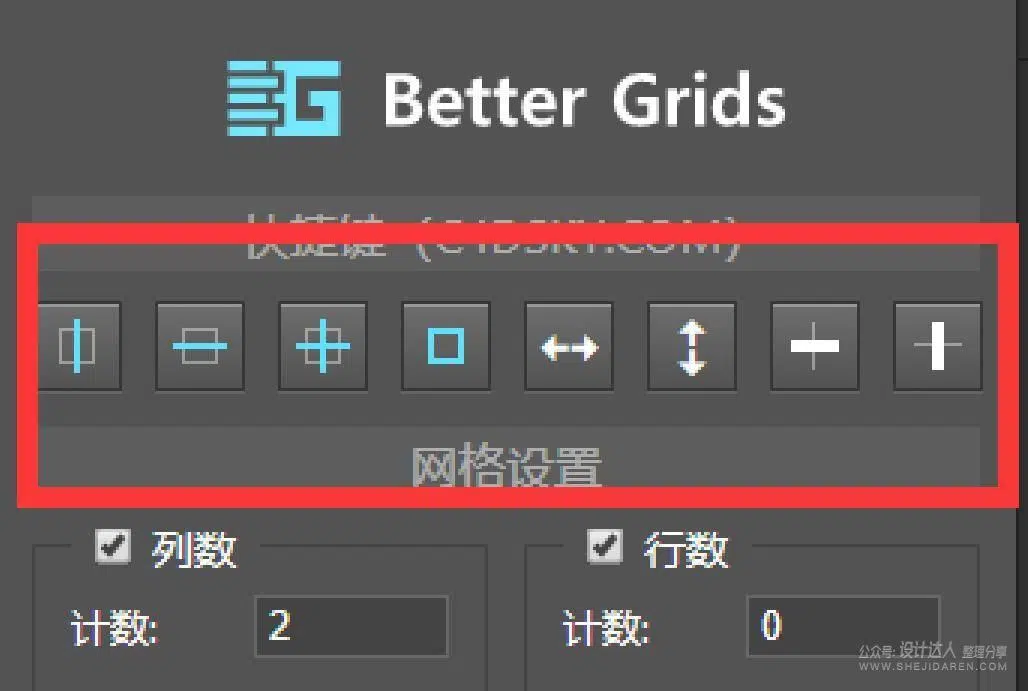 Better Grids
快捷键 (C4DSKY.COM)
网格设置
列数
行数
计数: 2
计数: 0
公众号: 设计达人 整理分享
WWW.SHEJIDAREN.COM